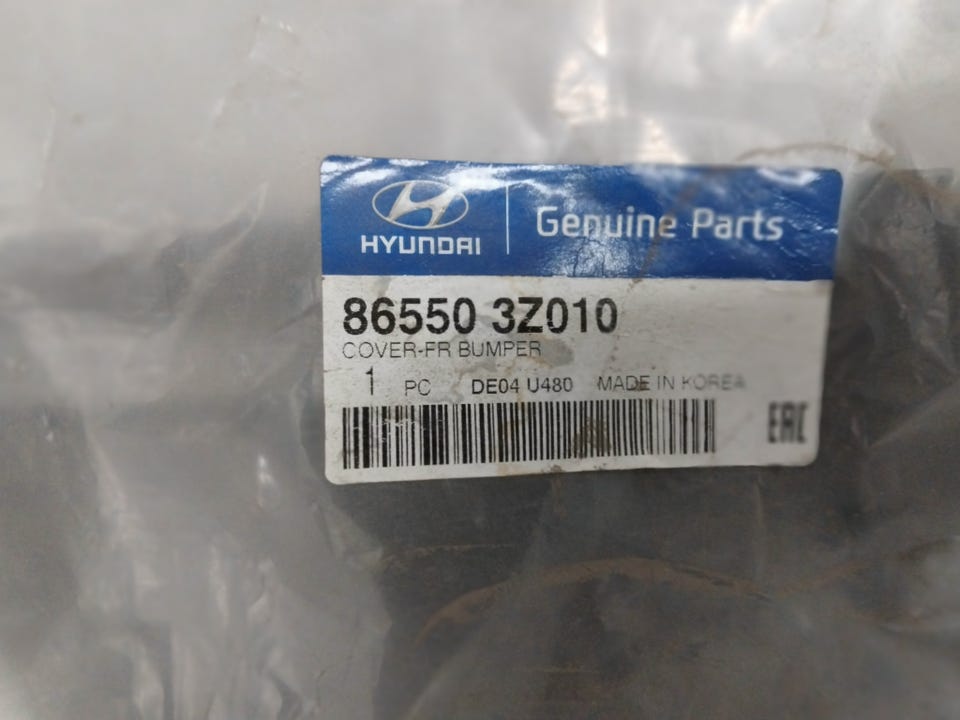 HYUNDAI
Genuine Parts
86550 3Z010
COVER-FR BUMPER
1 PC DE04 U480 MADE IN KOREA
EAC